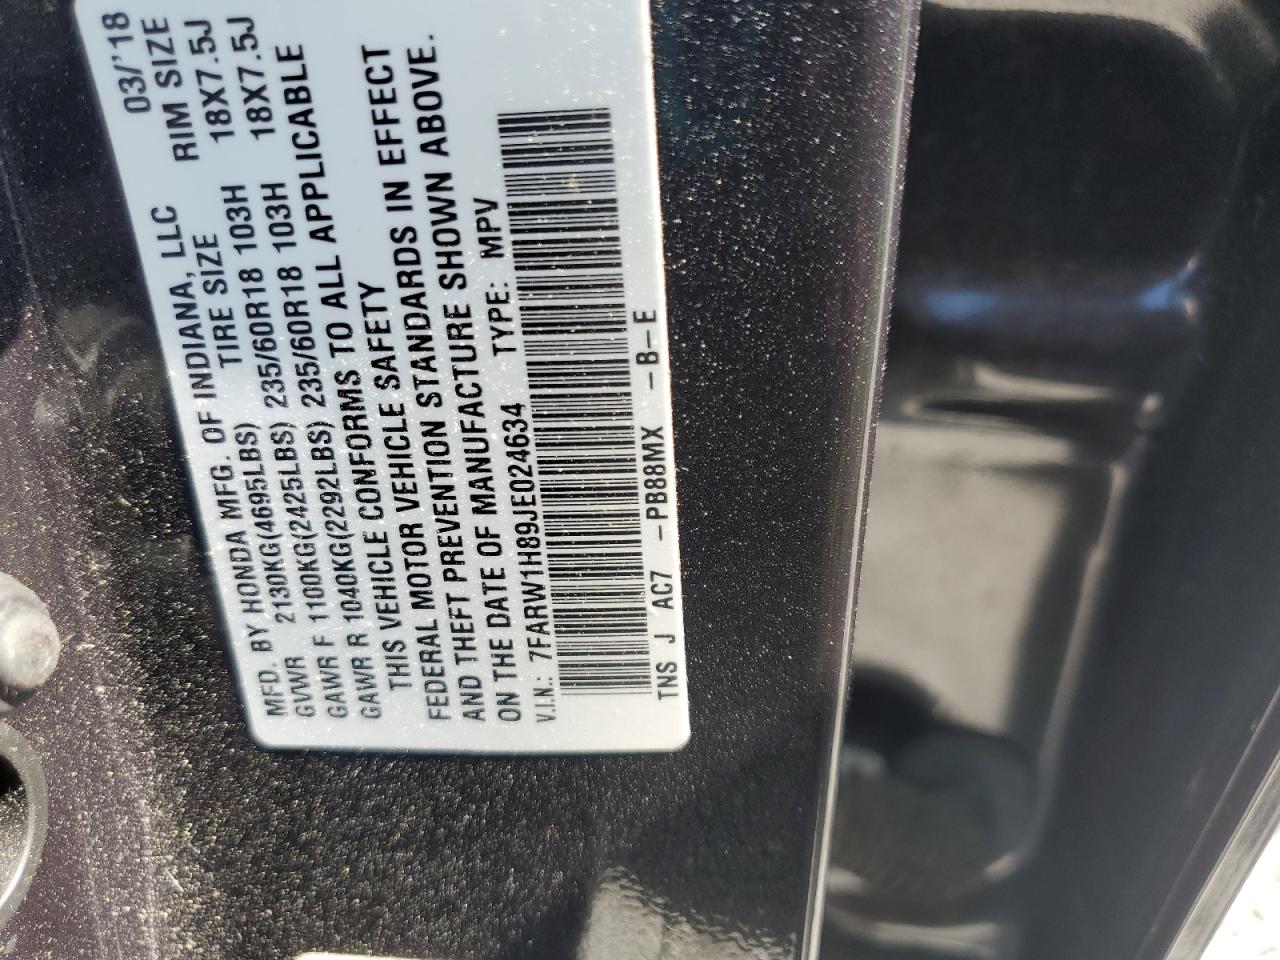 MFD. BY HONDA MFG. OF INDIANA, LLC 03/'18
GVWR 2130KG(4695LBS) TIRE SIZE RIM SIZE
GAWR F 1100KG(2425LBS) 235/60R18 103H 18X7.5J
GAWR R 1040KG(2292LBS) 235/60R18 103H 18X7.5J
THIS VEHICLE CONFORMS TO ALL APPLICABLE
FEDERAL MOTOR VEHICLE SAFETY
AND THEFT PREVENTION STANDARDS IN EFFECT
ON THE DATE OF MANUFACTURE SHOWN ABOVE.
V.I.N.: 7FARW1H89JE024634 TYPE: MPV
TNS J AC7 -PB88MX -B-E